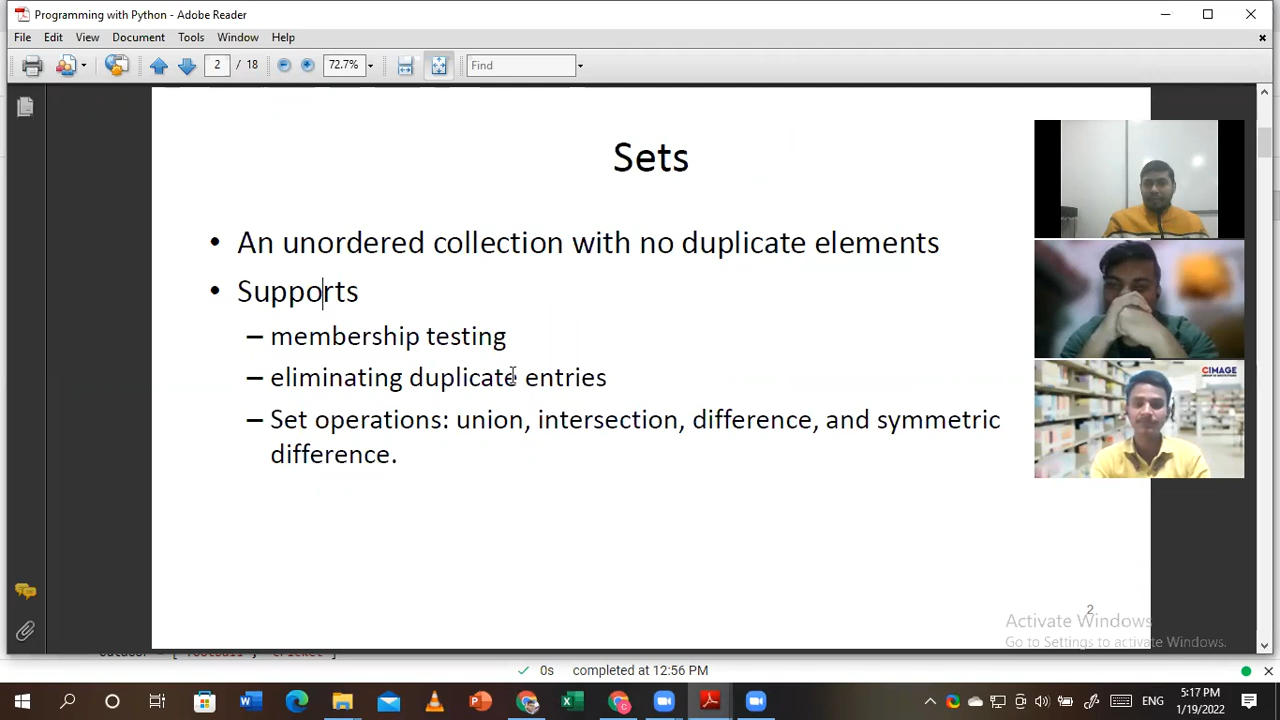 Programming with Python - Adobe Reader
File Edit View Document Tools Window Help
2 / 18 72.7% Find
Sets
• An unordered collection with no duplicate elements
• Supports
– membership testing
– eliminating duplicate entries
– Set operations: union, intersection, difference, and symmetric
difference.
CIMAGE
2
Activate Windows
Go to Settings to activate Windows.
0s completed at 12:56 PM
ENG
5:17 PM
1/19/2022